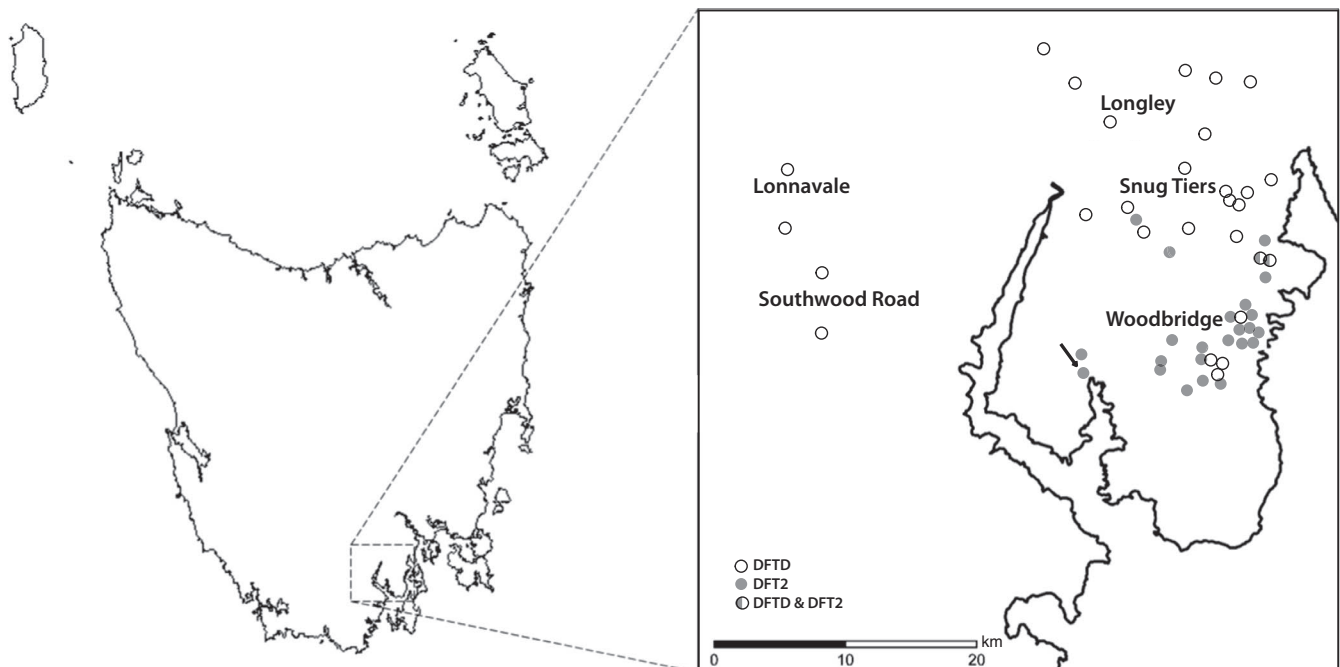 Longley
Lonnavale
Snug Tiers
Southwood Road
Woodbridge
DFTD
DFT2
DFTD & DFT2
km
0 10 20